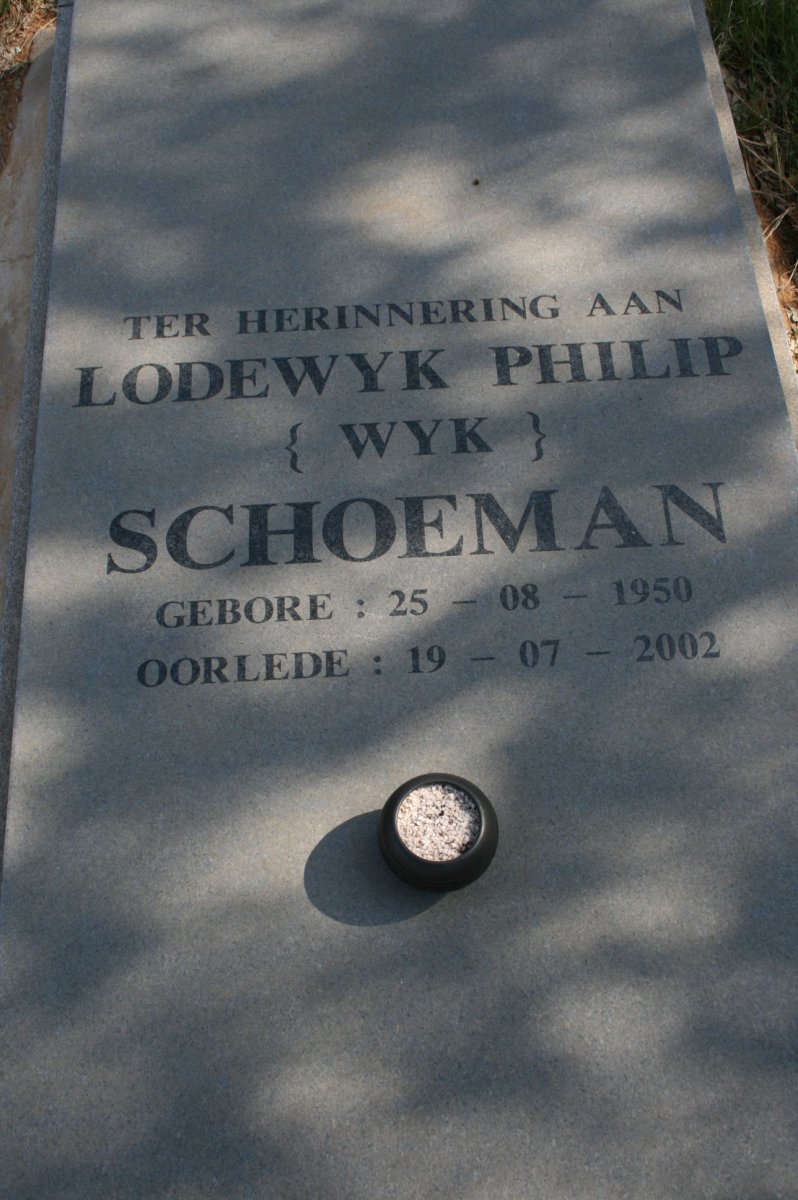 TER HERINNERING AAN
LODEWYK PHILIP
{ WYK }
SCHOEMAN
GEBORE : 25 - 08 - 1950
OORLEDE : 19 - 07 - 2002